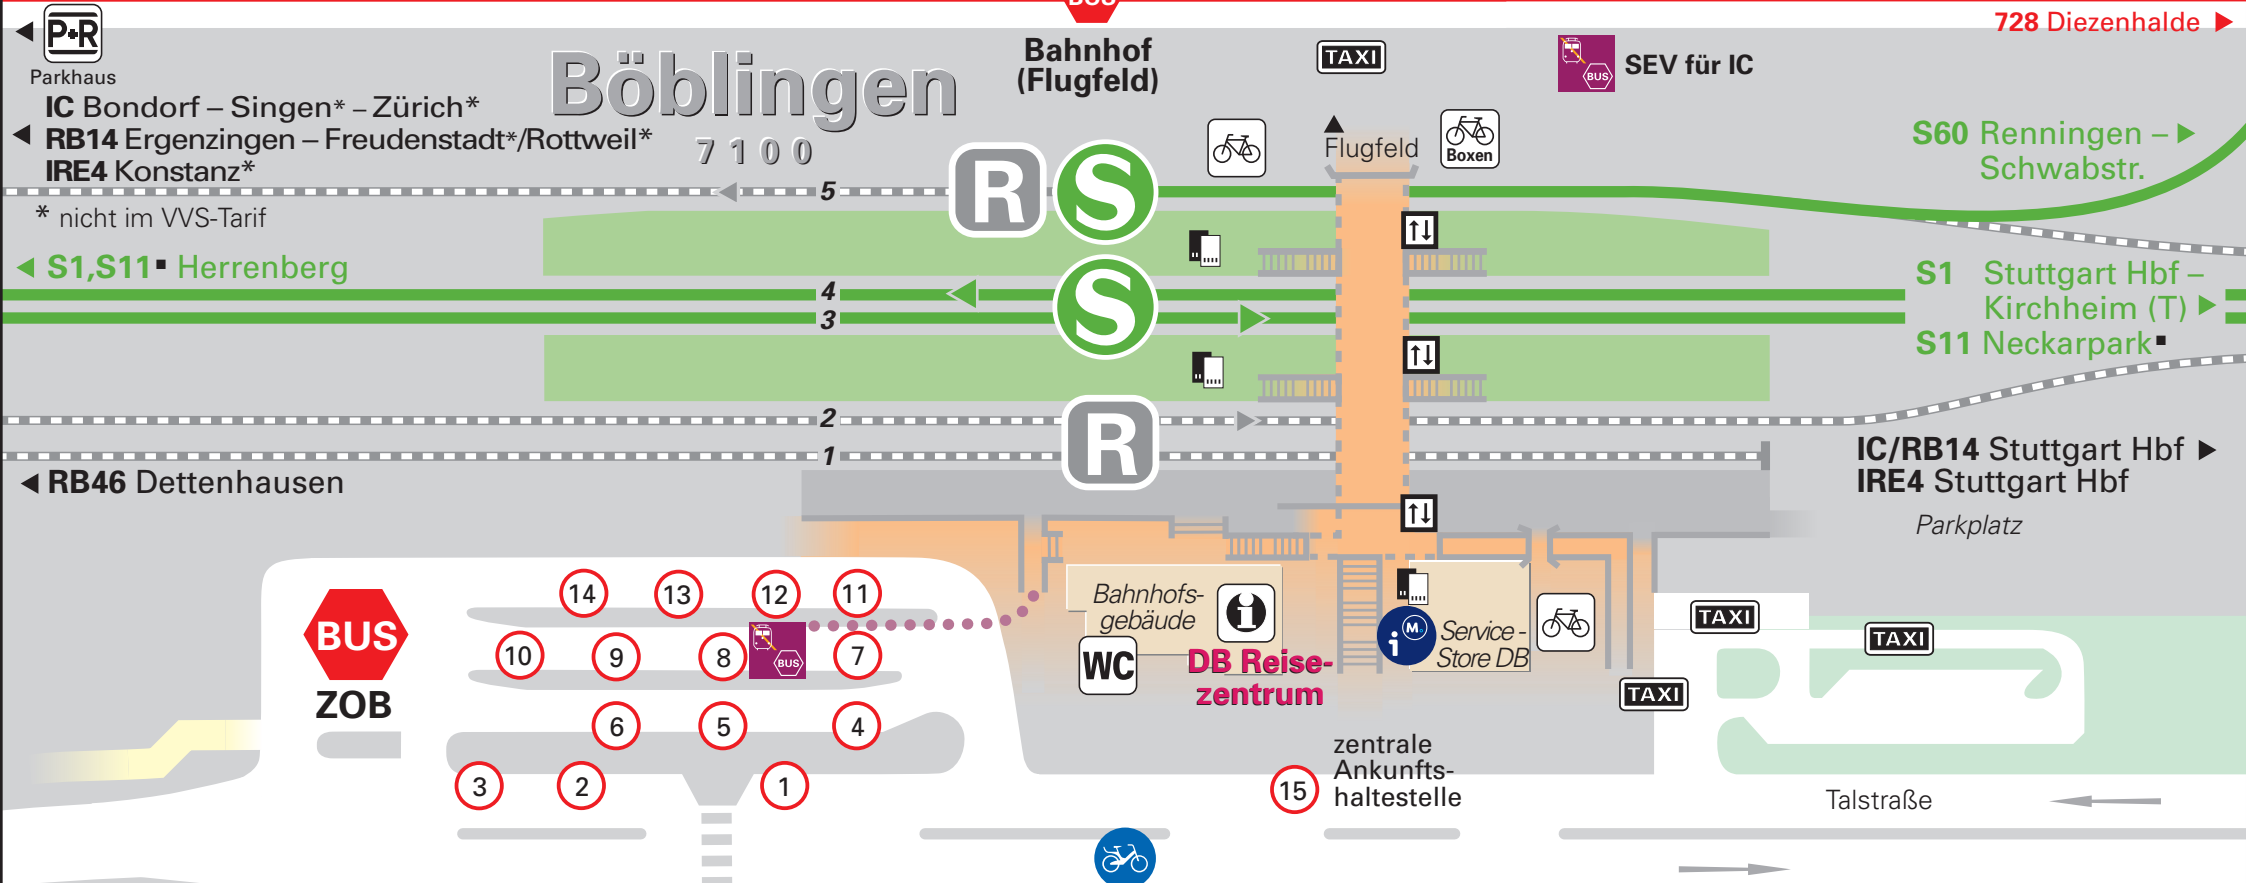 BUS
728 Diezenhalde
P+R
Parkhaus
Böblingen
7100
Bahnhof
(Flugfeld)
TAXI
BUS
SEV für IC
IC Bondorf – Singen* – Zürich*
RB14 Ergenzingen – Freudenstadt*/Rottweil*
IRE4 Konstanz*
* nicht im VVS-Tarif
Flugfeld
Boxen
S60 Renningen –
Schwabstr.
5
R
S
S1,S11 Herrenberg
4
3
S
S1 Stuttgart Hbf –
Kirchheim (T)
S11 Neckarpark
2
1
R
RB46 Dettenhausen
IC/RB14 Stuttgart Hbf
IRE4 Stuttgart Hbf
Parkplatz
BUS
ZOB
14
13
12
11
10
9
8
BUS
7
6
5
4
3
2
1
Bahnhofs-
gebäude
i
WC
DB Reise-
zentrum
i M
Service-
Store DB
TAXI
TAXI
TAXI
15
zentrale
Ankunfts-
haltestelle
Talstraße